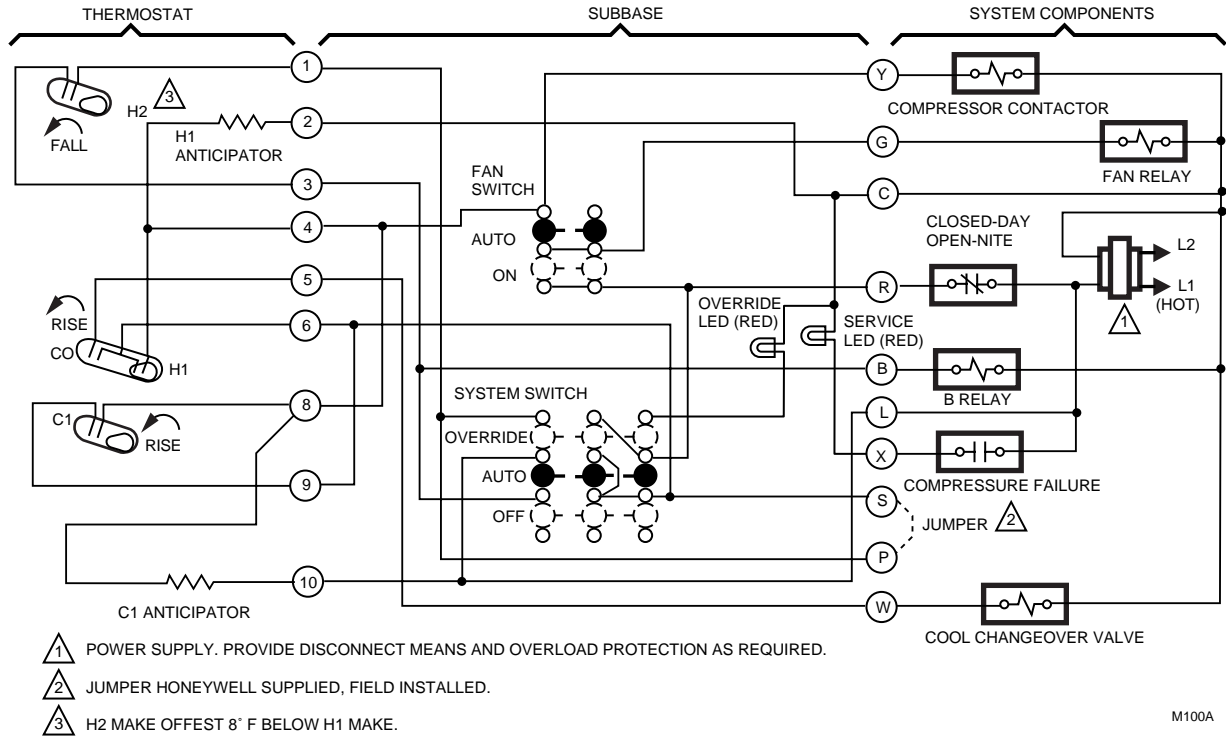 THERMOSTAT
SUBBASE
SYSTEM COMPONENTS
1
Y
COMPRESSOR CONTACTOR
H2
3
FALL
H1
ANTICIPATOR
2
G
FAN RELAY
3
FAN
SWITCH
C
4
AUTO
CLOSED-DAY
OPEN-NITE
L2
L1
(HOT)
1
5
ON
R
OVERRIDE
LED (RED)
SERVICE
LED (RED)
RISE
6
CO
H1
B
B RELAY
SYSTEM SWITCH
8
L
C1
RISE
OVERRIDE
X
COMPRESSURE FAILURE
AUTO
9
S
OFF
JUMPER
2
P
10
C1 ANTICIPATOR
W
COOL CHANGEOVER VALVE
1 POWER SUPPLY. PROVIDE DISCONNECT MEANS AND OVERLOAD PROTECTION AS REQUIRED.
2 JUMPER HONEYWELL SUPPLIED, FIELD INSTALLED.
3 H2 MAKE OFFEST 8˚ F BELOW H1 MAKE.
M100A